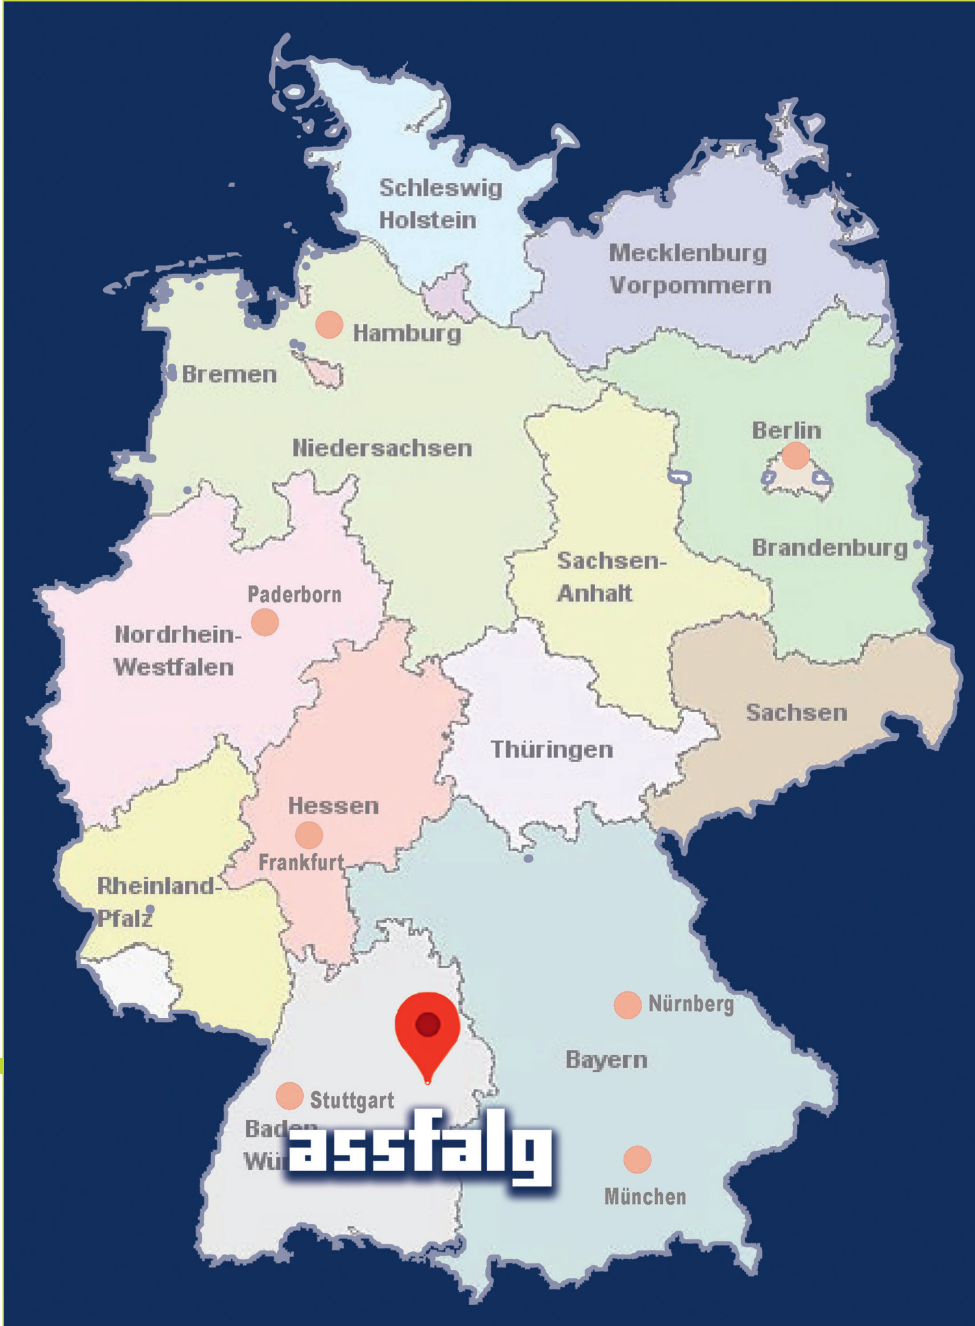 Schleswig
Holstein
Mecklenburg
Vorpommern
Hamburg
Bremen
Niedersachsen
Berlin
Brandenburg
Sachsen-
Anhalt
Paderborn
Nordrhein-
Westfalen
Sachsen
Thüringen
Hessen
Frankfurt
Rheinland-
Pfalz
Nürnberg
Bayern
Stuttgart
assfalg
München